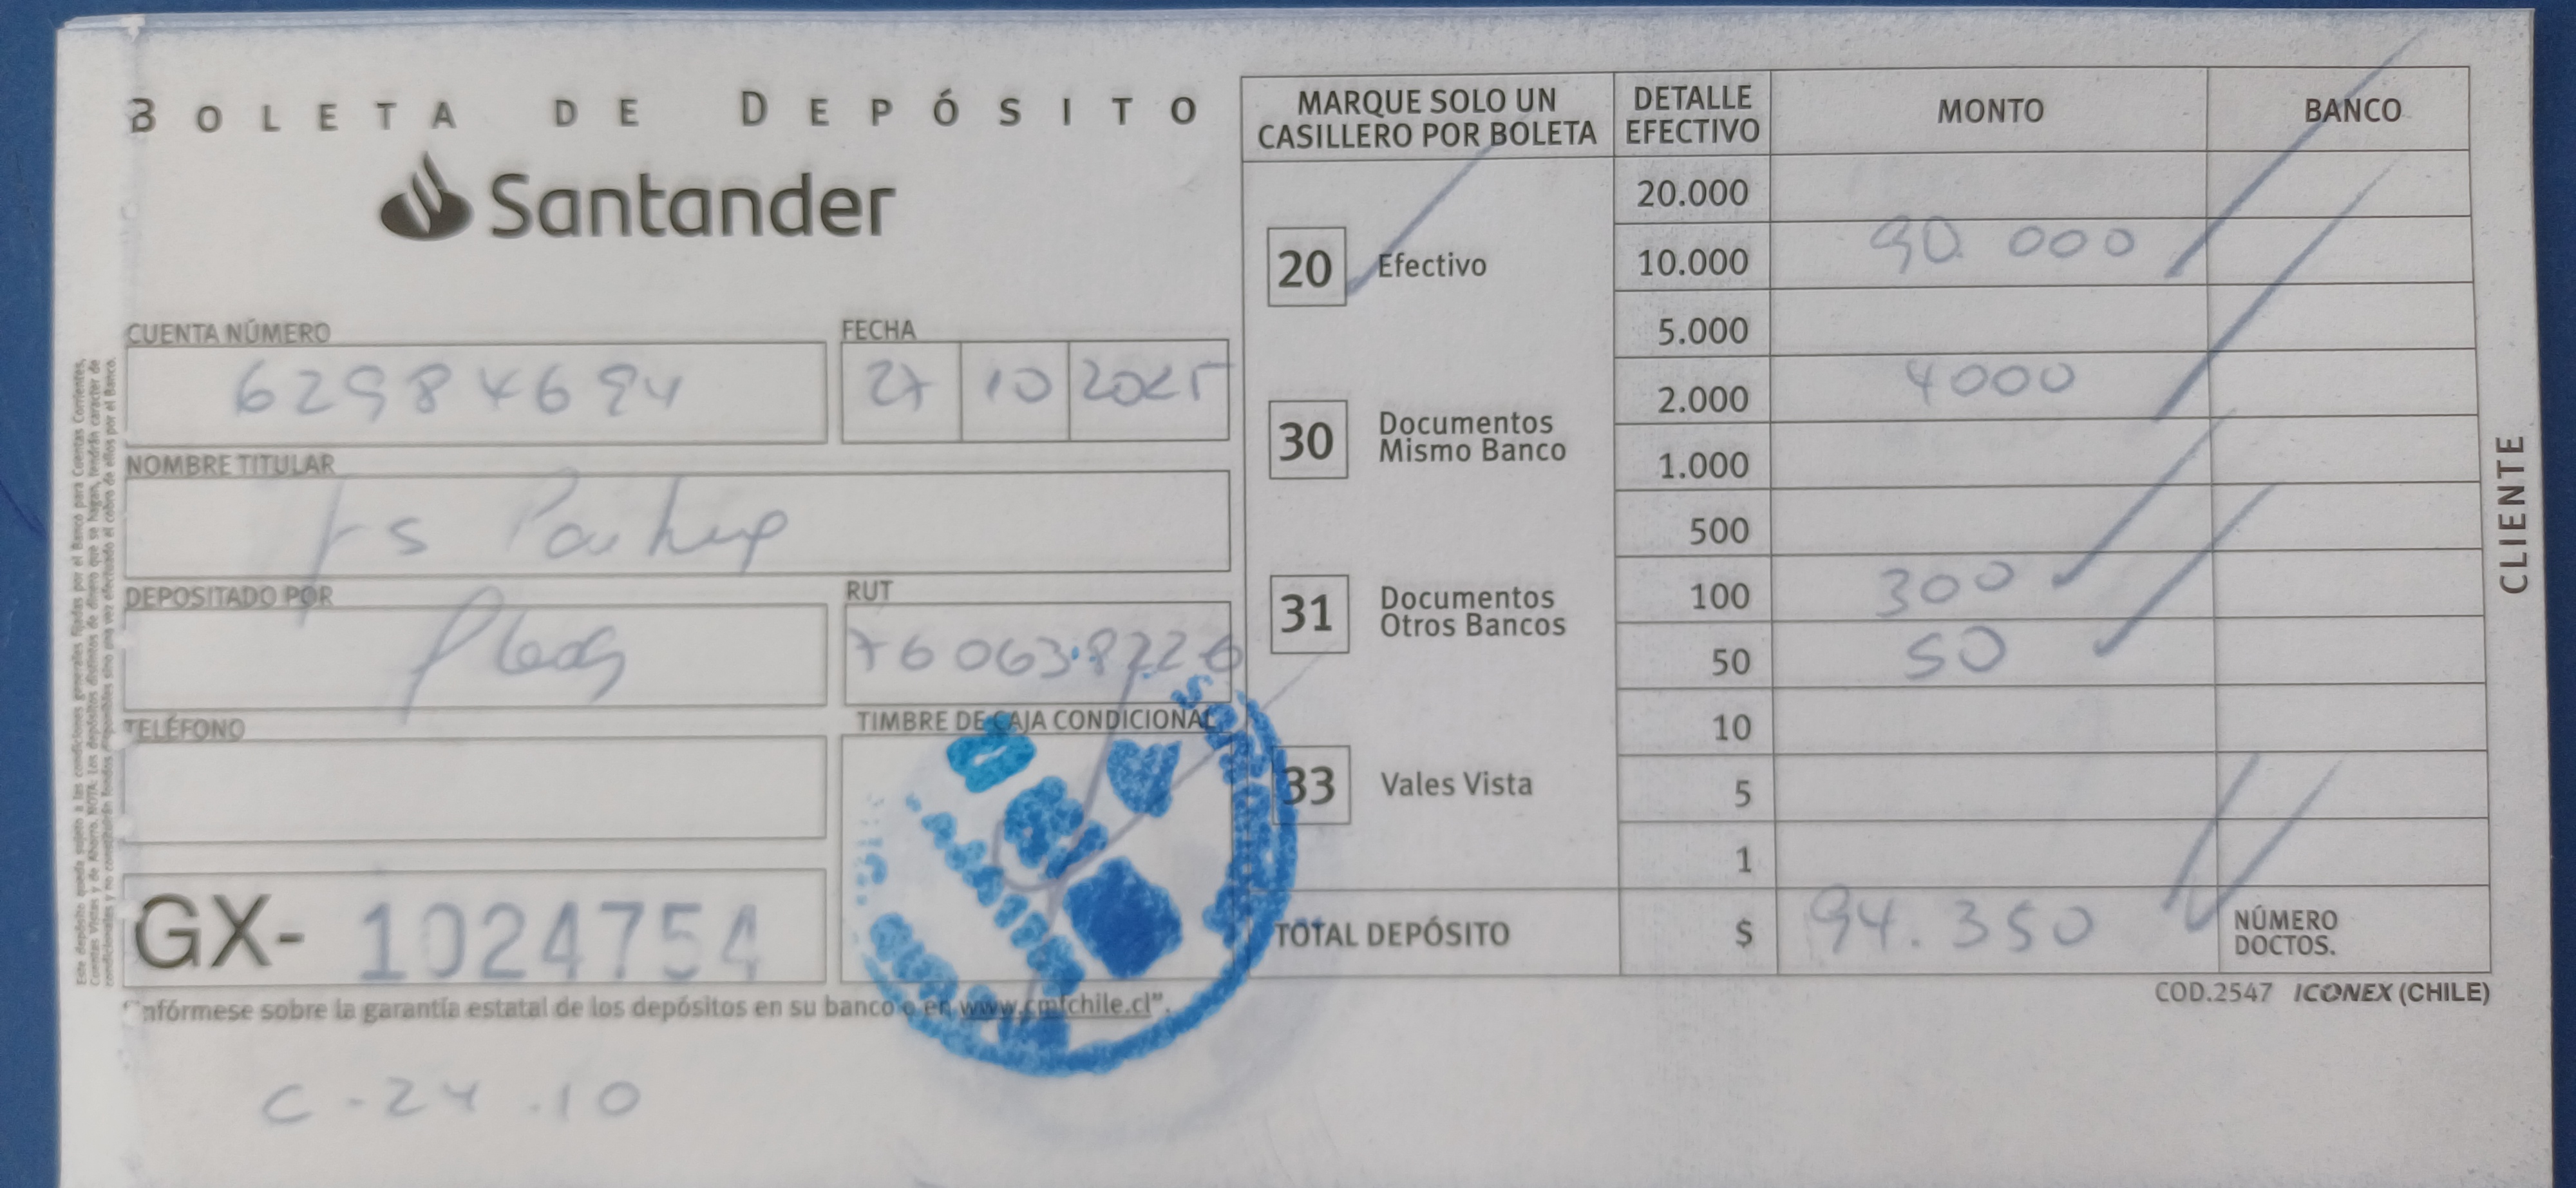 BOLETA DE DEPÓSITO
Santander
CUENTA NÚMERO
62984694
FECHA
27 10 2025
NOMBRE TITULAR
DEPOSITADO POR
RUT
TELÉFONO
TIMBRE DE CAJA CONDICIONAL
GX- 1024754
nfórmese sobre la garantía estatal de los depósitos en su banco o en www.cmfchile.cl”.
C-24.10
MARQUE SOLO UN CASILLERO POR BOLETA
20 Efectivo
30 Documentos Mismo Banco
31 Documentos Otros Bancos
33 Vales Vista
DETALLE EFECTIVO MONTO BANCO
20.000
10.000 90.000
5.000
2.000 4000
1.000
500
100 300
50 50
10
5
1
TOTAL DEPÓSITO $ 94.350 NÚMERO DOCTOS.
COD.2547 ICONEX (CHILE)
CLIENTE